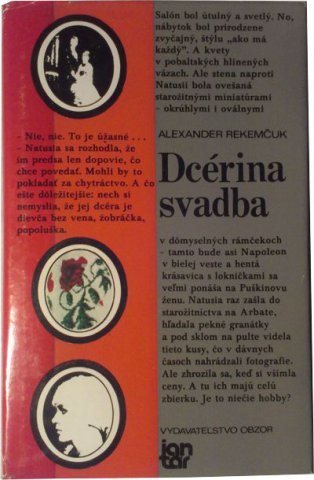 Salón bol útulný a svetlý. No,
nábytok bol prirodzene
zvyčajný, štýlu „ako má
každý". A kvety
v pobaltských hlinených
vázach. Ale stena naproti
Natusii bola ovešaná
starožitnými miniatúrami
– okrúhlymi i oválnymi
ALEXANDER REKEMČUK
Dcérina
svadba
– Nie, nie. To je úžasné . . .
– Natusia sa rozhodla, že
im predsa len dopovie, čo
chce povedať. Mohli by to
pokladať za chytráctvo. A čo
ešte dôležitejšie: nech si
nemyslia, že jej dcéra je
dievča bez vena, žobráčka,
popoluška.
v dômyselných rámčekoch
– tamto bude asi Napoleon
v bielej veste a hentá
krásavica s lokničkami sa
veľmi ponáša na Puškinovu
ženu. Natusia raz zašla do
starožitníctva na Arbate,
hľadala pekné granátky
a pod sklom na pulte videla
tieto kusy, čo v dávnych
časoch nahrádzali fotografie.
Ale zhrozila sa, keď si všimla
ceny. A tu ich majú celú
zbierku. Je to niečie hobby?
VYDAVATEĽSTVO OBZOR
jantár